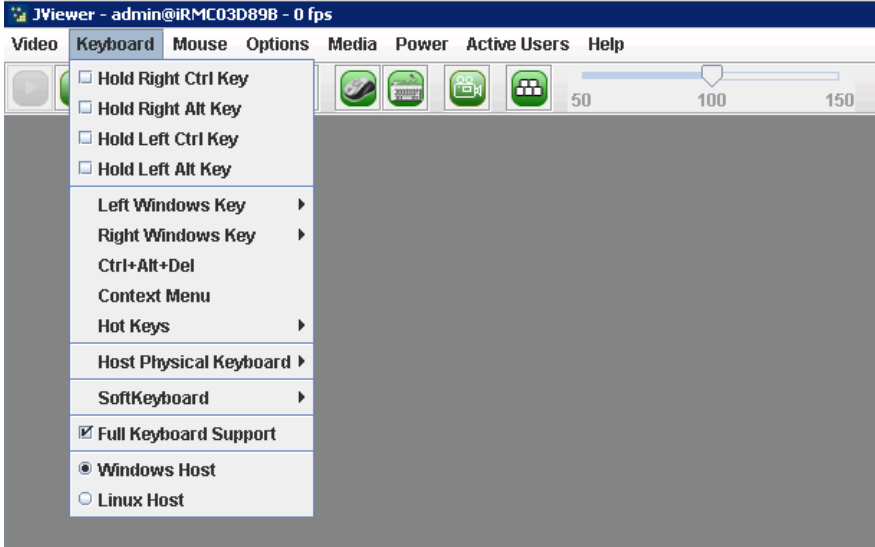 JViewer - admin@iRMC03D89B - 0 fps
Video Keyboard Mouse Options Media Power Active Users Help
50 100 150
Hold Right Ctrl Key
Hold Right Alt Key
Hold Left Ctrl Key
Hold Left Alt Key
Left Windows Key
Right Windows Key
Ctrl+Alt+Del
Context Menu
Hot Keys
Host Physical Keyboard
SoftKeyboard
Full Keyboard Support
Windows Host
Linux Host